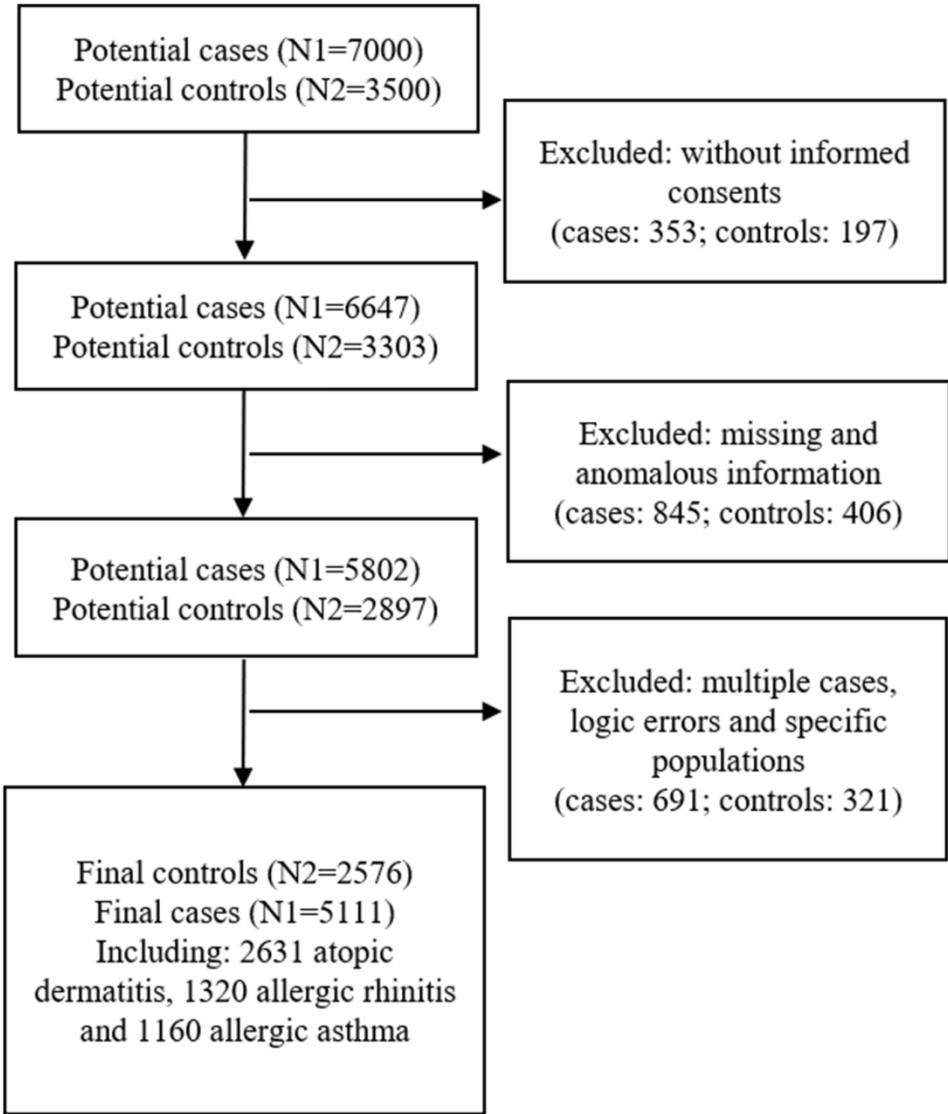 Potential cases (N1=7000)
Potential controls (N2=3500)
Excluded: without informed
consents
(cases: 353; controls: 197)
Potential cases (N1=6647)
Potential controls (N2=3303)
Excluded: missing and
anomalous information
(cases: 845; controls: 406)
Potential cases (N1=5802)
Potential controls (N2=2897)
Excluded: multiple cases,
logic errors and specific
populations
(cases: 691; controls: 321)
Final controls (N2=2576)
Final cases (N1=5111)
Including: 2631 atopic
dermatitis, 1320 allergic rhinitis
and 1160 allergic asthma